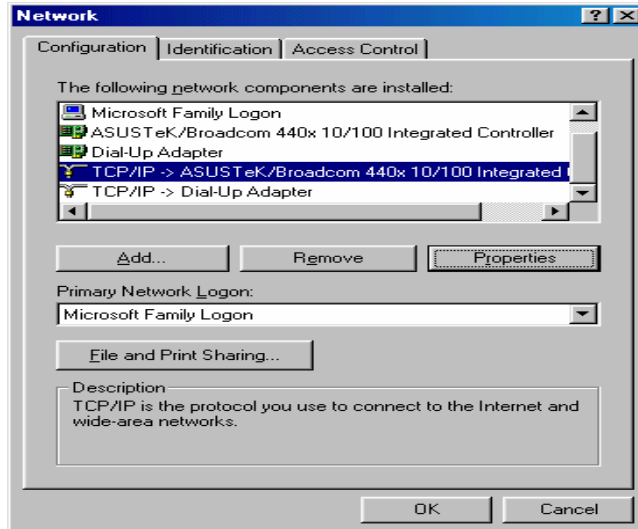 Network
Configuration Identification Access Control
The following network components are installed:
Microsoft Family Logon
ASUSTeK/Broadcom 440x 10/100 Integrated Controller
Dial-Up Adapter
TCP/IP -> ASUSTeK/Broadcom 440x 10/100 Integrated
TCP/IP -> Dial-Up Adapter
Add... Remove Properties
Primary Network Logon:
Microsoft Family Logon
File and Print Sharing...
Description
TCP/IP is the protocol you use to connect to the Internet and
wide-area networks.
OK Cancel